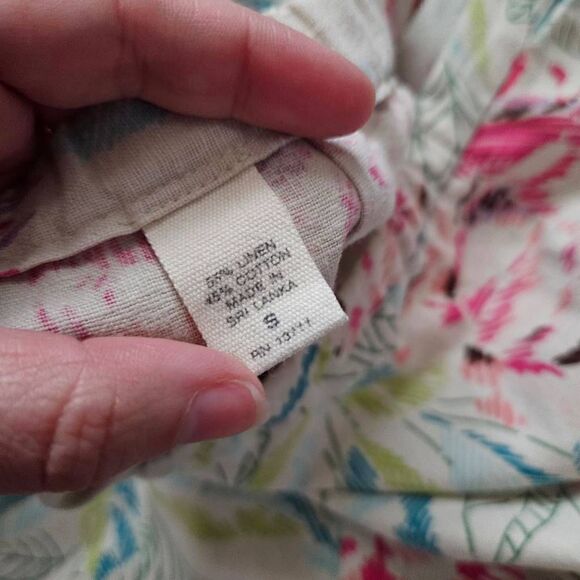 55% LINEN
45% COTTON
MADE IN
SRI LANKA
S
RN